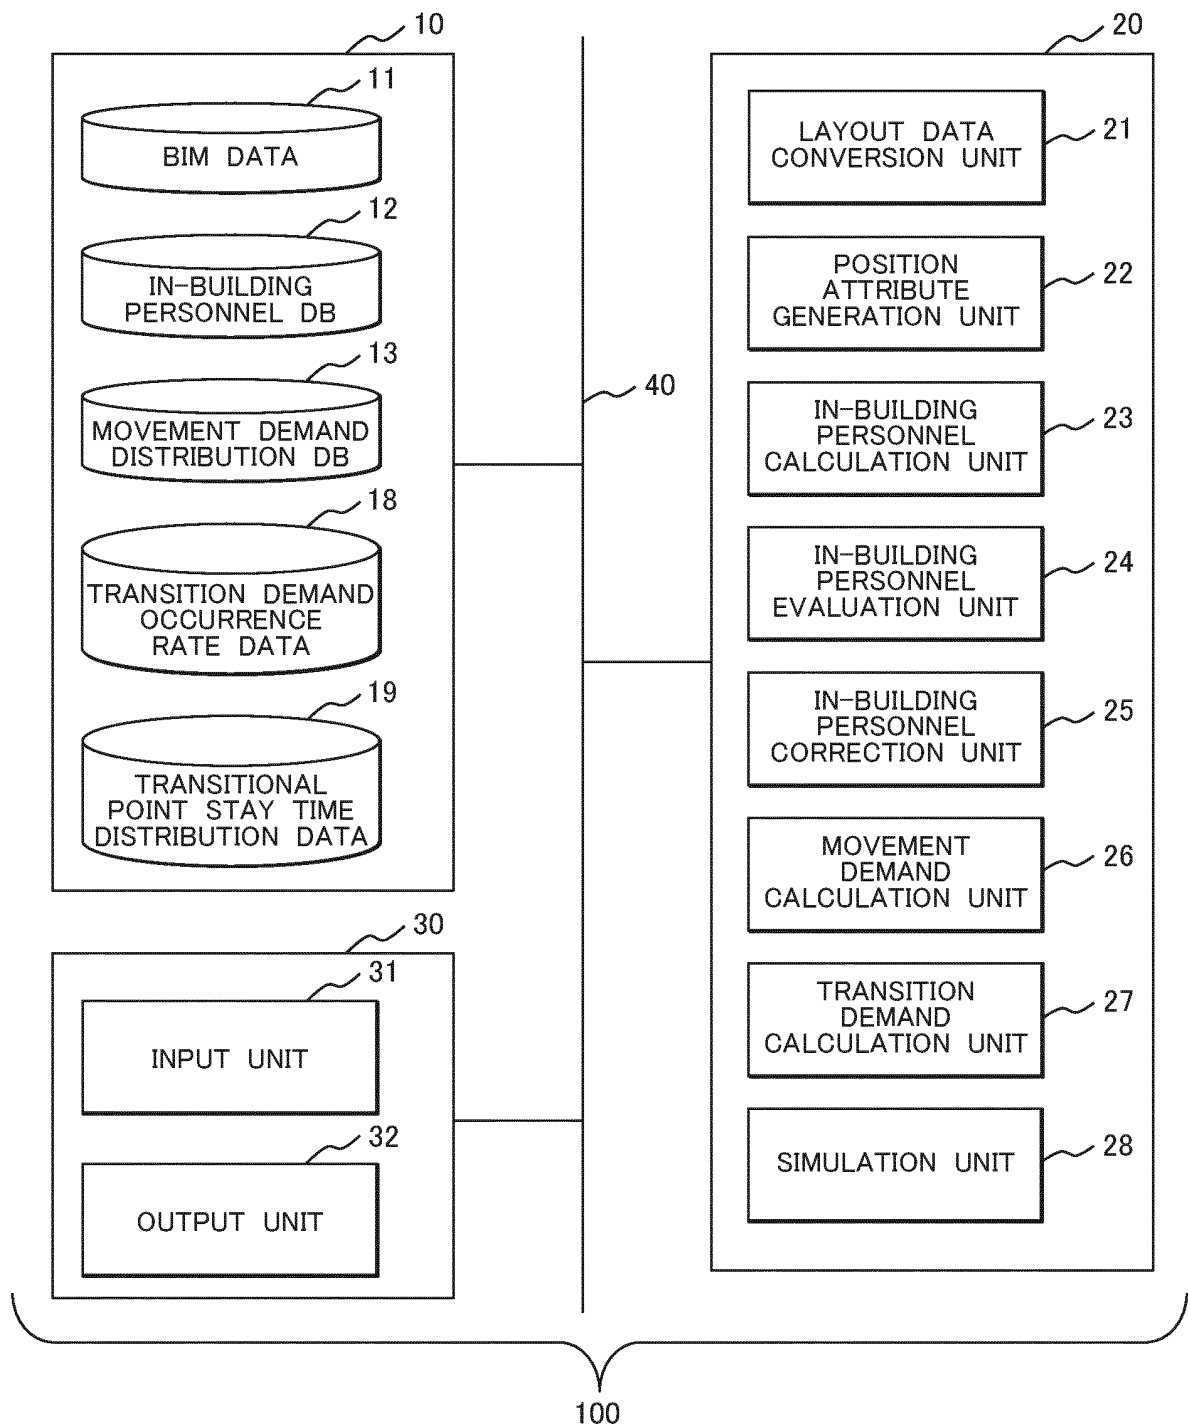 10
11
BIM DATA
12
IN-BUILDING
PERSONNEL DB
13
MOVEMENT DEMAND
DISTRIBUTION DB
18
TRANSITION DEMAND
OCCURRENCE
RATE DATA
19
TRANSITIONAL
POINT STAY TIME
DISTRIBUTION DATA
30
31
INPUT UNIT
32
OUTPUT UNIT
40
20
LAYOUT DATA
CONVERSION UNIT
21
POSITION
ATTRIBUTE
GENERATION UNIT
22
IN-BUILDING
PERSONNEL
CALCULATION UNIT
23
IN-BUILDING
PERSONNEL
EVALUATION UNIT
24
IN-BUILDING
PERSONNEL
CORRECTION UNIT
25
MOVEMENT
DEMAND
CALCULATION UNIT
26
TRANSITION
DEMAND
CALCULATION UNIT
27
SIMULATION UNIT
28
100